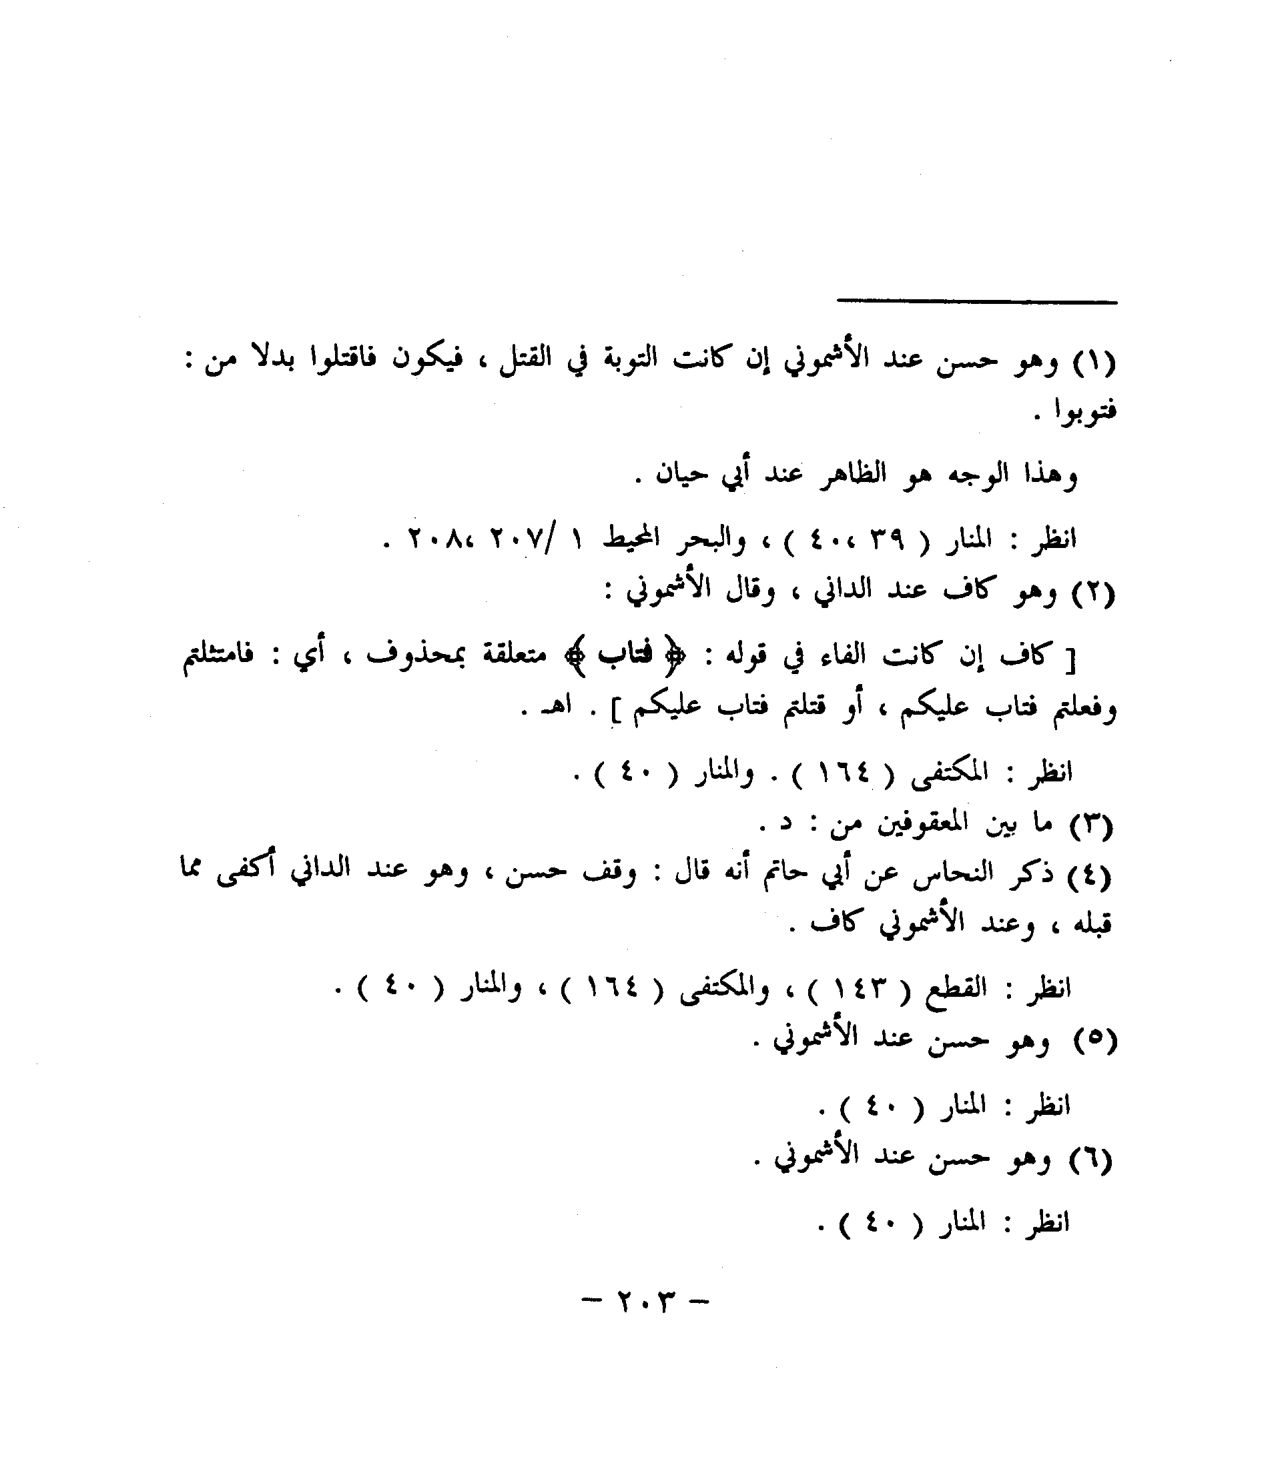 (١) وهو حسن عند الأشموني إن كانت التوبة في القتل ، فيكون فاقتلوا بدلا من :
فتوبوا .
وهذا الوجه هو الظاهر عند أبي حيان .
انظر : المنار ( ٣٩ ،٤٠ ) ، والبحر المحيط ١ /٢٠٧ ،٢٠٨ .
(٢) وهو كاف عند الداني ، وقال الأشموني :
[ كاف إن كانت الفاء في قوله : ﴿ فتاب ﴾ متعلقة بمحذوف ، أي : فامتثلتم
وفعلتم فتاب عليكم ، أو قتلتم فتاب عليكم ] . اهـ .
انظر : المكتفى ( ١٦٤ ) . والمنار ( ٤٠ ) .
(٣) ما بين المعقوفين من : د .
(٤) ذكر النحاس عن أبي حاتم أنه قال : وقف حسن ، وهو عند الداني أكفى مما
قبله ، وعند الأشموني كاف .
انظر : القطع ( ١٤٣ ) ، والمكتفى ( ١٦٤ ) ، والمنار ( ٤٠ ) .
(٥) وهو حسن عند الأشموني .
انظر : المنار ( ٤٠ ) .
(٦) وهو حسن عند الأشموني .
انظر : المنار ( ٤٠ ) .
– ٢٠٣ –